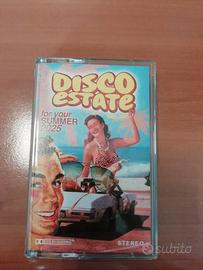 DISCO
estate
for your
SUMMER
2025
STEREO
subito